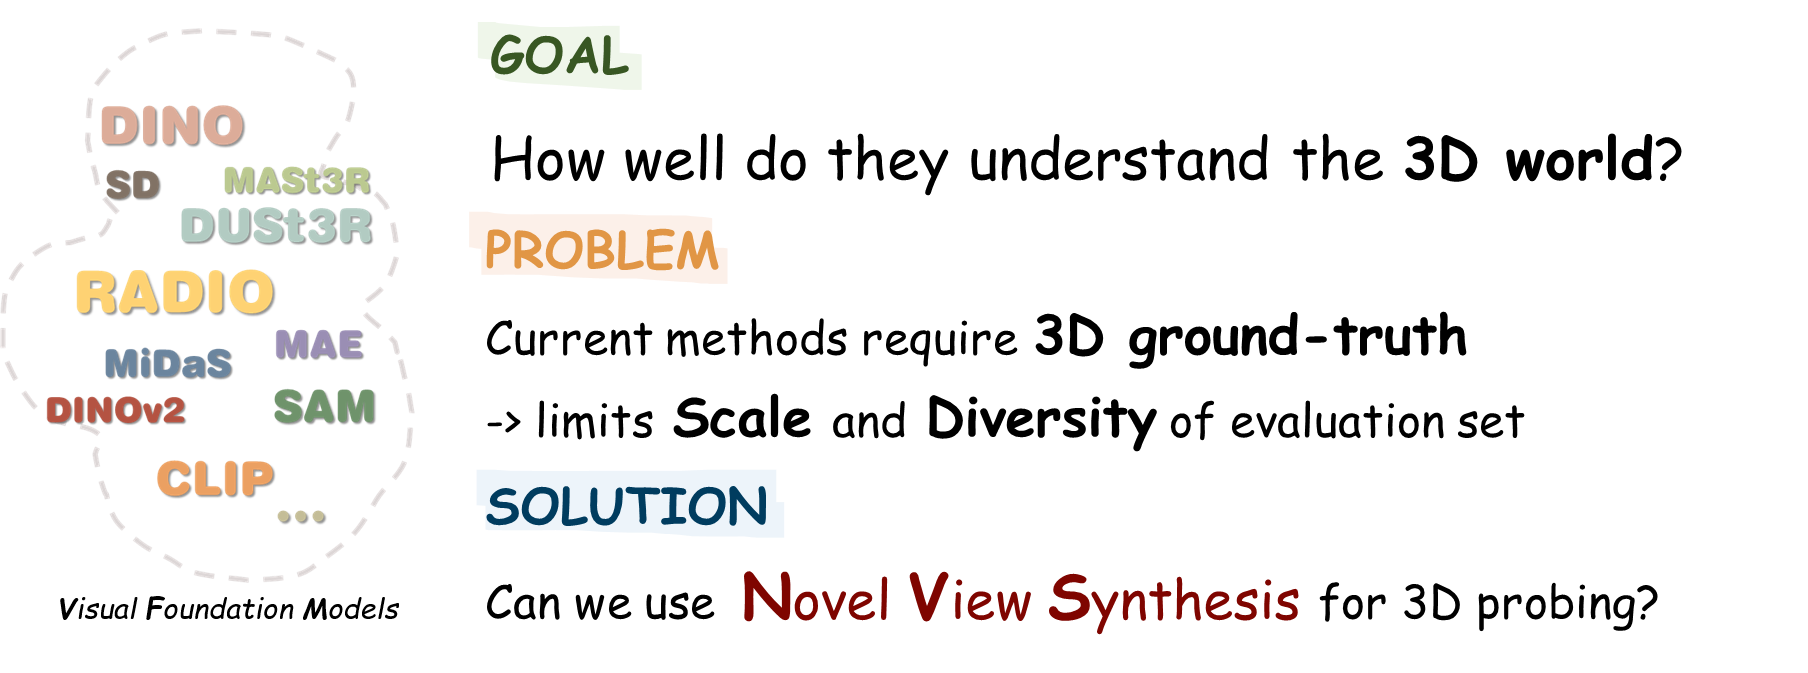 DINO
SD
MASt3R
DUSt3R
RADIO
MAE
MiDaS
DINOv2
SAM
CLIP
...
Visual Foundation Models
GOAL
How well do they understand the 3D world?
PROBLEM
Current methods require 3D ground-truth
-> limits Scale and Diversity of evaluation set
SOLUTION
Can we use Novel View Synthesis for 3D probing?